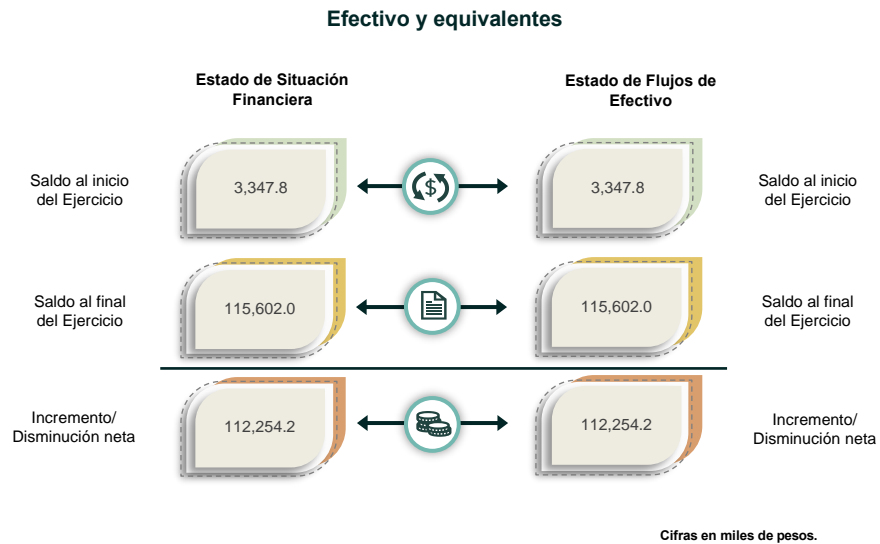 Efectivo y equivalentes
Estado de Situación
Financiera
Estado de Flujos de
Efectivo
Saldo al inicio
del Ejercicio
3,347.8
$
3,347.8
Saldo al inicio
del Ejercicio
Saldo al final
del Ejercicio
115,602.0
115,602.0
Saldo al final
del Ejercicio
Incremento/
Disminución neta
112,254.2
112,254.2
Incremento/
Disminución neta
Cifras en miles de pesos.